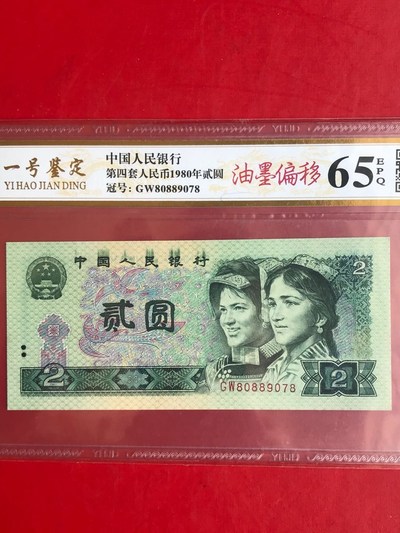 一号鉴定
YI HAO JIAN DING
中国人民银行
第四套人民币1980年贰圆
冠号: GW80889078
油墨偏移
65
EPQ
中国人民银行
2
贰圆
GW80889078
2
2